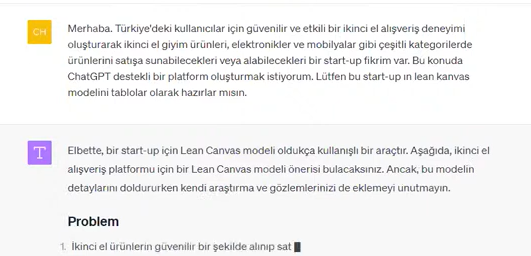 CH
Merhaba. Türkiye'deki kullanıcılar için güvenilir ve etkili bir ikinci el alışveriş deneyimi
oluşturarak ikinci el giyim ürünleri, elektronikler ve mobilyalar gibi çeşitli kategorilerde
ürünlerini satışa sunabilecekleri veya alabilecekleri bir start-up fikrim var. Bu konuda
ChatGPT destekli bir platform oluşturmak istiyorum. Lütfen bu start-up ın lean kanvas
modelini tablolar olarak hazırlar mısın.
T
Elbette, bir start-up için Lean Canvas modeli oldukça kullanışlı bir araçtır. Aşağıda, ikinci el
alışveriş platformu için bir Lean Canvas modeli önerisi bulacaksınız. Ancak, bu modelin
detaylarını doldururken kendi araştırma ve gözlemlerinizi de eklemeyi unutmayın.
Problem
1. İkinci el ürünlerin güvenilir bir şekilde alınıp sat